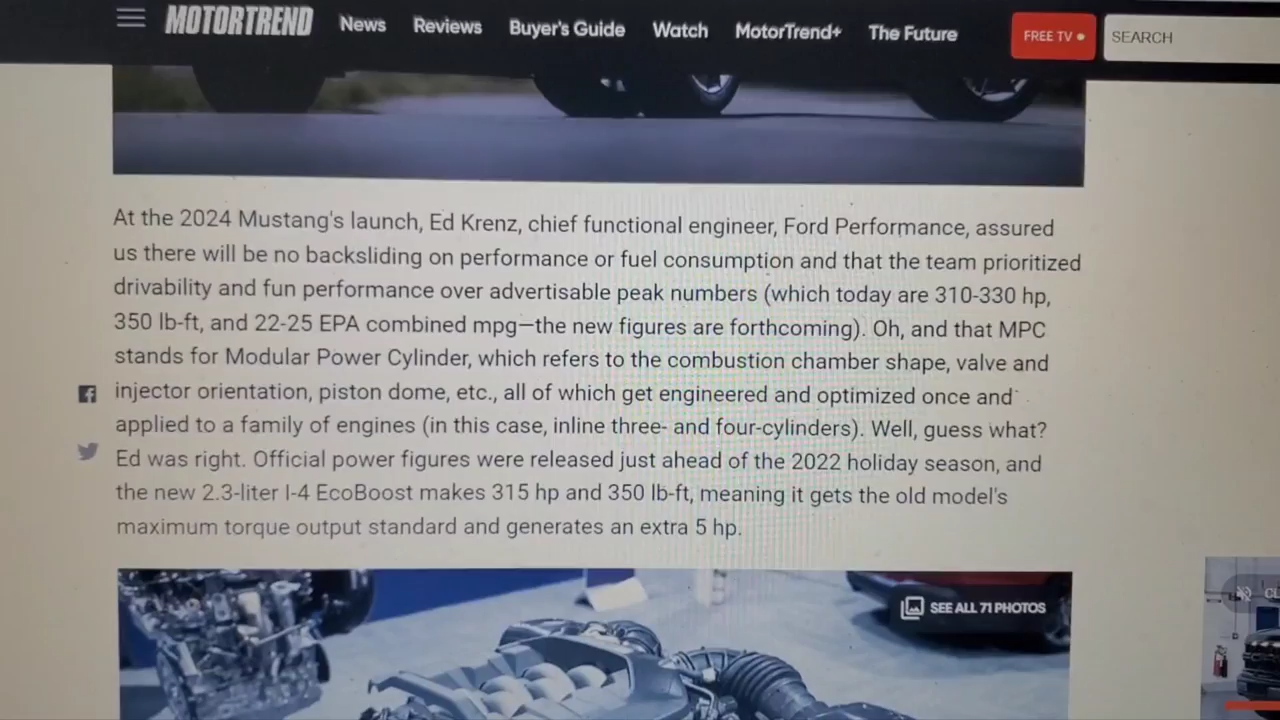 MOTORTREND News Reviews Buyer's Guide Watch MotorTrend+ The Future FREE TV SEARCH
At the 2024 Mustang's launch, Ed Krenz, chief functional engineer, Ford Performance, assured
us there will be no backsliding on performance or fuel consumption and that the team prioritized
drivability and fun performance over advertisable peak numbers (which today are 310-330 hp,
350 lb-ft, and 22-25 EPA combined mpg—the new figures are forthcoming). Oh, and that MPC
stands for Modular Power Cylinder, which refers to the combustion chamber shape, valve and
injector orientation, piston dome, etc., all of which get engineered and optimized once and
applied to a family of engines (in this case, inline three- and four-cylinders). Well, guess what?
Ed was right. Official power figures were released just ahead of the 2022 holiday season, and
the new 2.3-liter I-4 EcoBoost makes 315 hp and 350 lb-ft, meaning it gets the old model's
maximum torque output standard and generates an extra 5 hp.
SEE ALL 71 PHOTOS